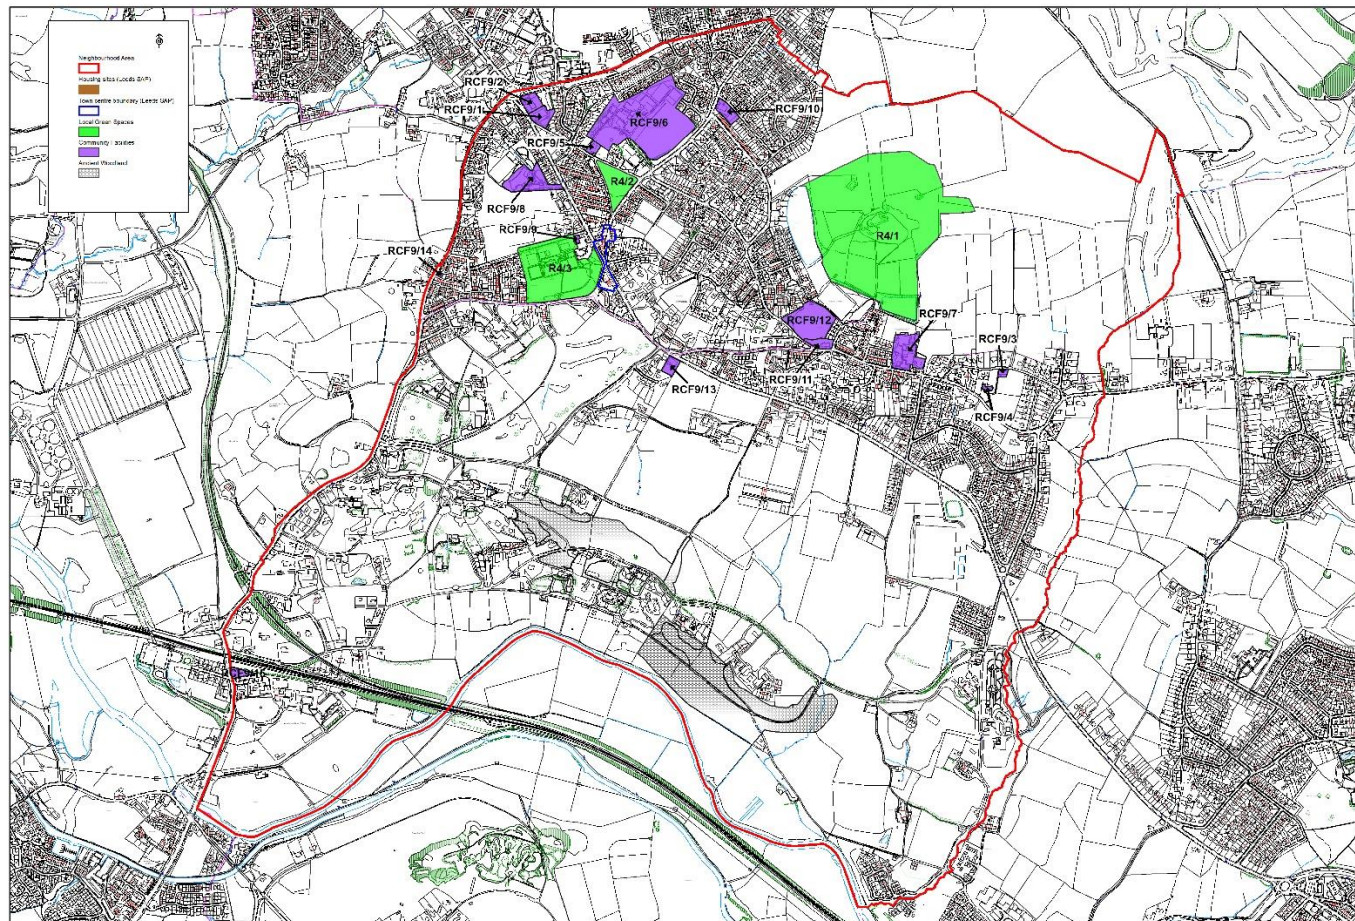 Neighbourhood Area
Housing sites (Leeds SAP)
Town centre boundary (Leeds SAP)
Local Green Spaces
Community Facilities
Ancient Woodland
RCF9/2
RCF9/1
RCF9/6
RCF9/10
RCF9/5
R4/2
RCF9/8
RCF9/9
R4/1
RCF9/14
R4/3
RCF9/12
RCF9/7
RCF9/3
RCF9/11
RCF9/13
RCF9/4